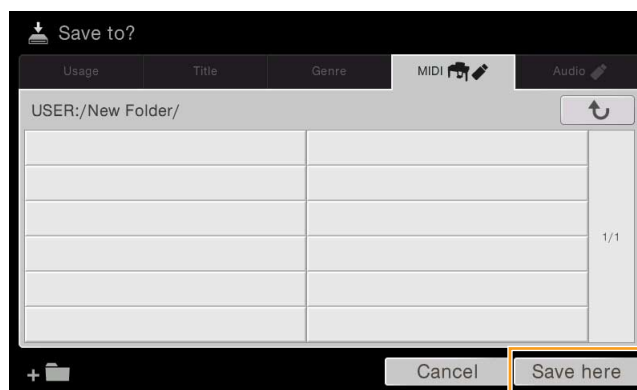 Save to?
Usage Title Genre MIDI Audio
USER:/New Folder/
1/1
+ Cancel Save here